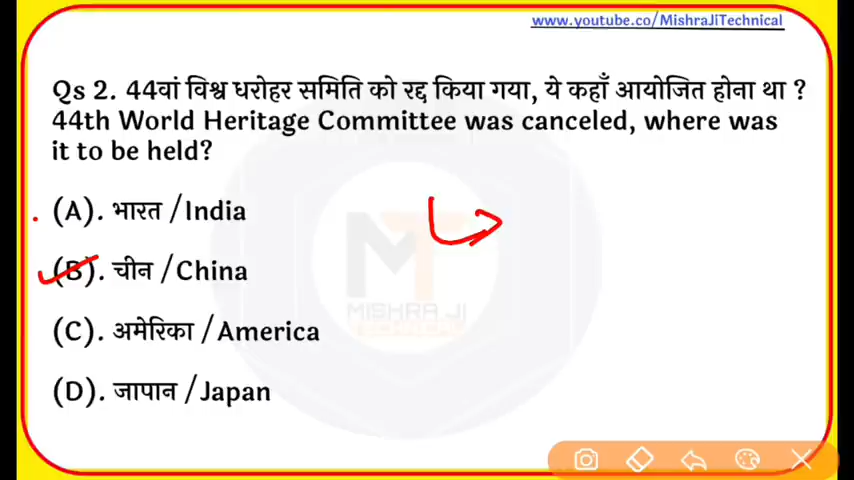 www.youtube.co/MishraJiTechnical
Qs 2. 44वां विश्व धरोहर समिति को रद्द किया गया, ये कहाँ आयोजित होना था ?
44th World Heritage Committee was canceled, where was
it to be held?
(A). भारत /India
(B). चीन /China
MISHRA JI
TECHNICAL
(C). अमेरिका /America
(D). जापान /Japan